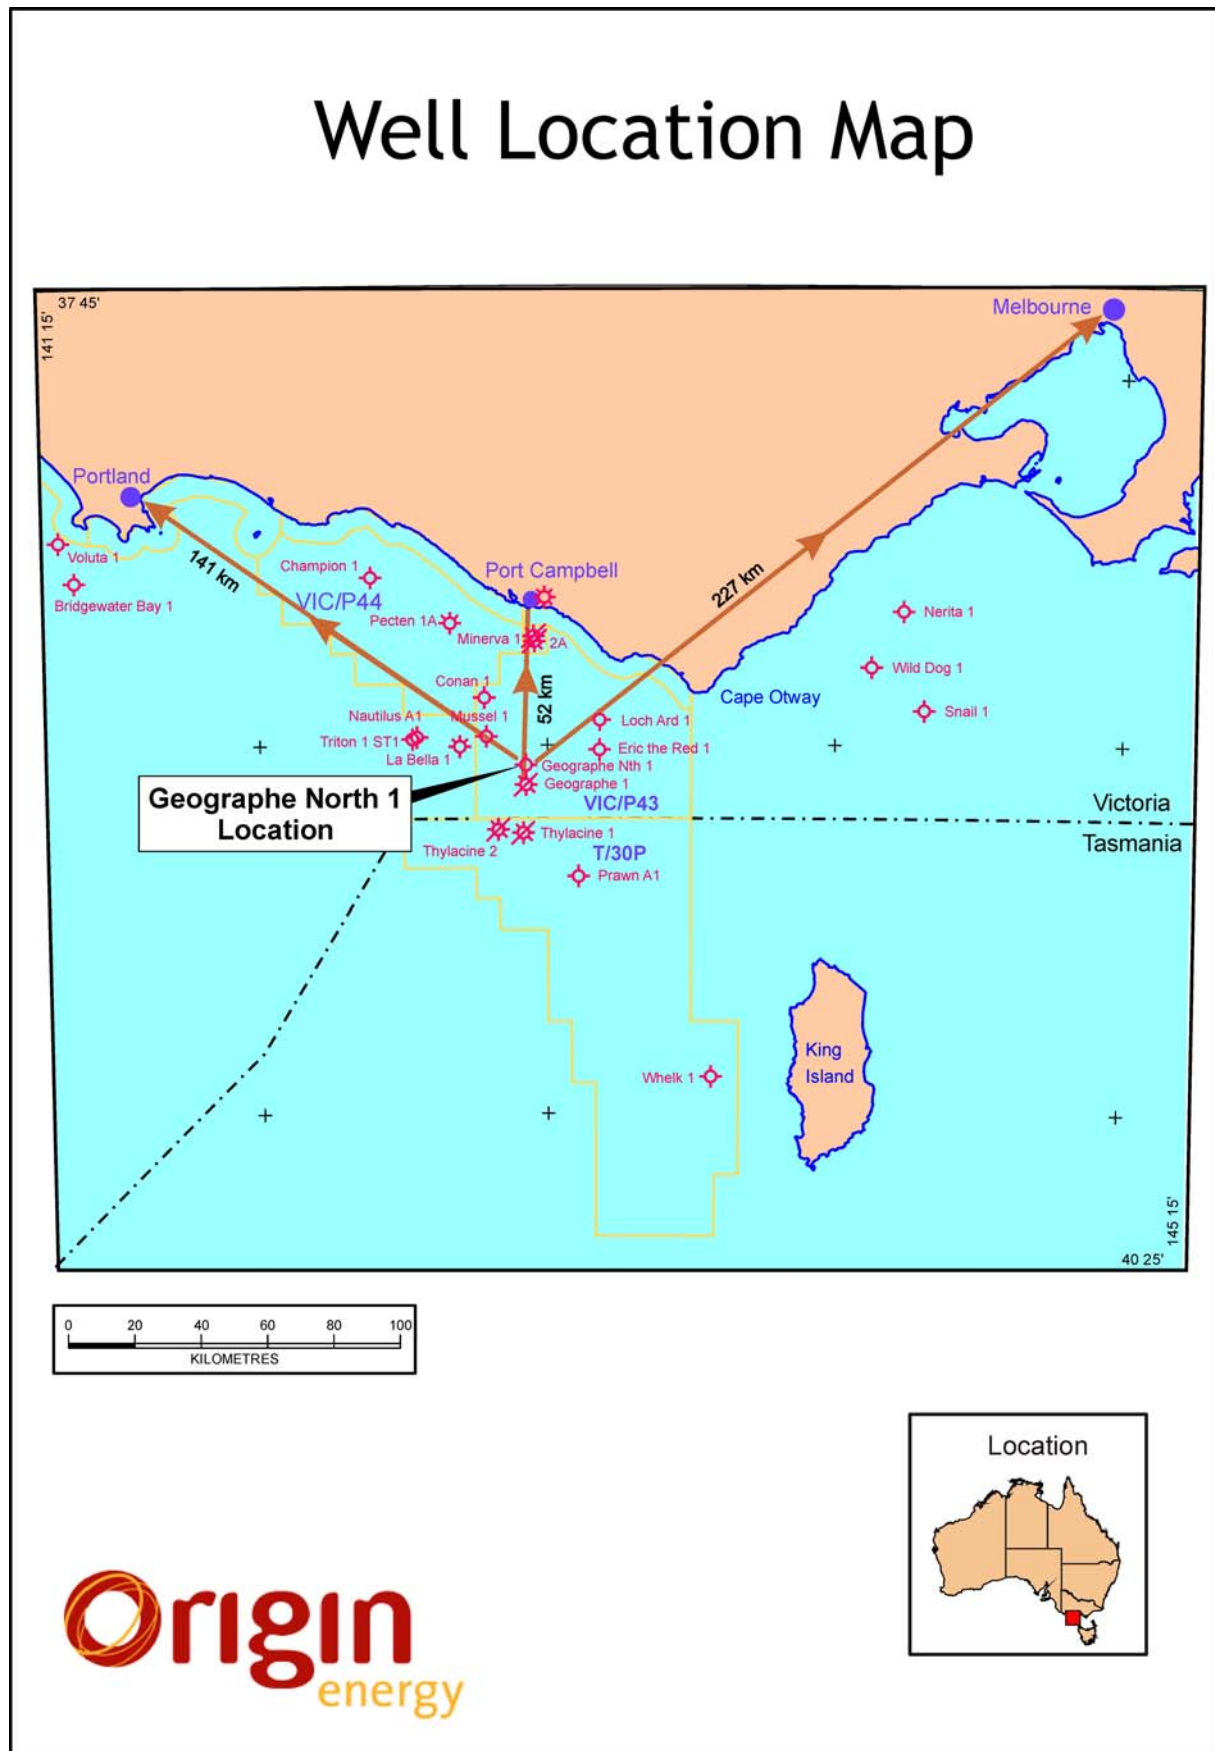 Well Location Map
37 45'
141 15'
Melbourne
Portland
Voluta 1
Bridgewater Bay 1
141 km
Champion 1
VIC/P44
Pecten 1A
Port Campbell
Minerva 1
2A
227 km
Nerita 1
Wild Dog 1
Snail 1
Cape Otway
Conan 1
52 km
Nautilus A1
Mussel 1
Loch Ard 1
Triton 1 ST1
Eric the Red 1
La Bella 1
Geographe Nth 1
Geographe 1
Geographe North 1
Location
VIC/P43
Victoria
Tasmania
Thylacine 1
Thylacine 2
T/30P
Prawn A1
King
Island
Whelk 1
145 15'
40 25'
0 20 40 60 80 100
KILOMETRES
Location
Origin
energy